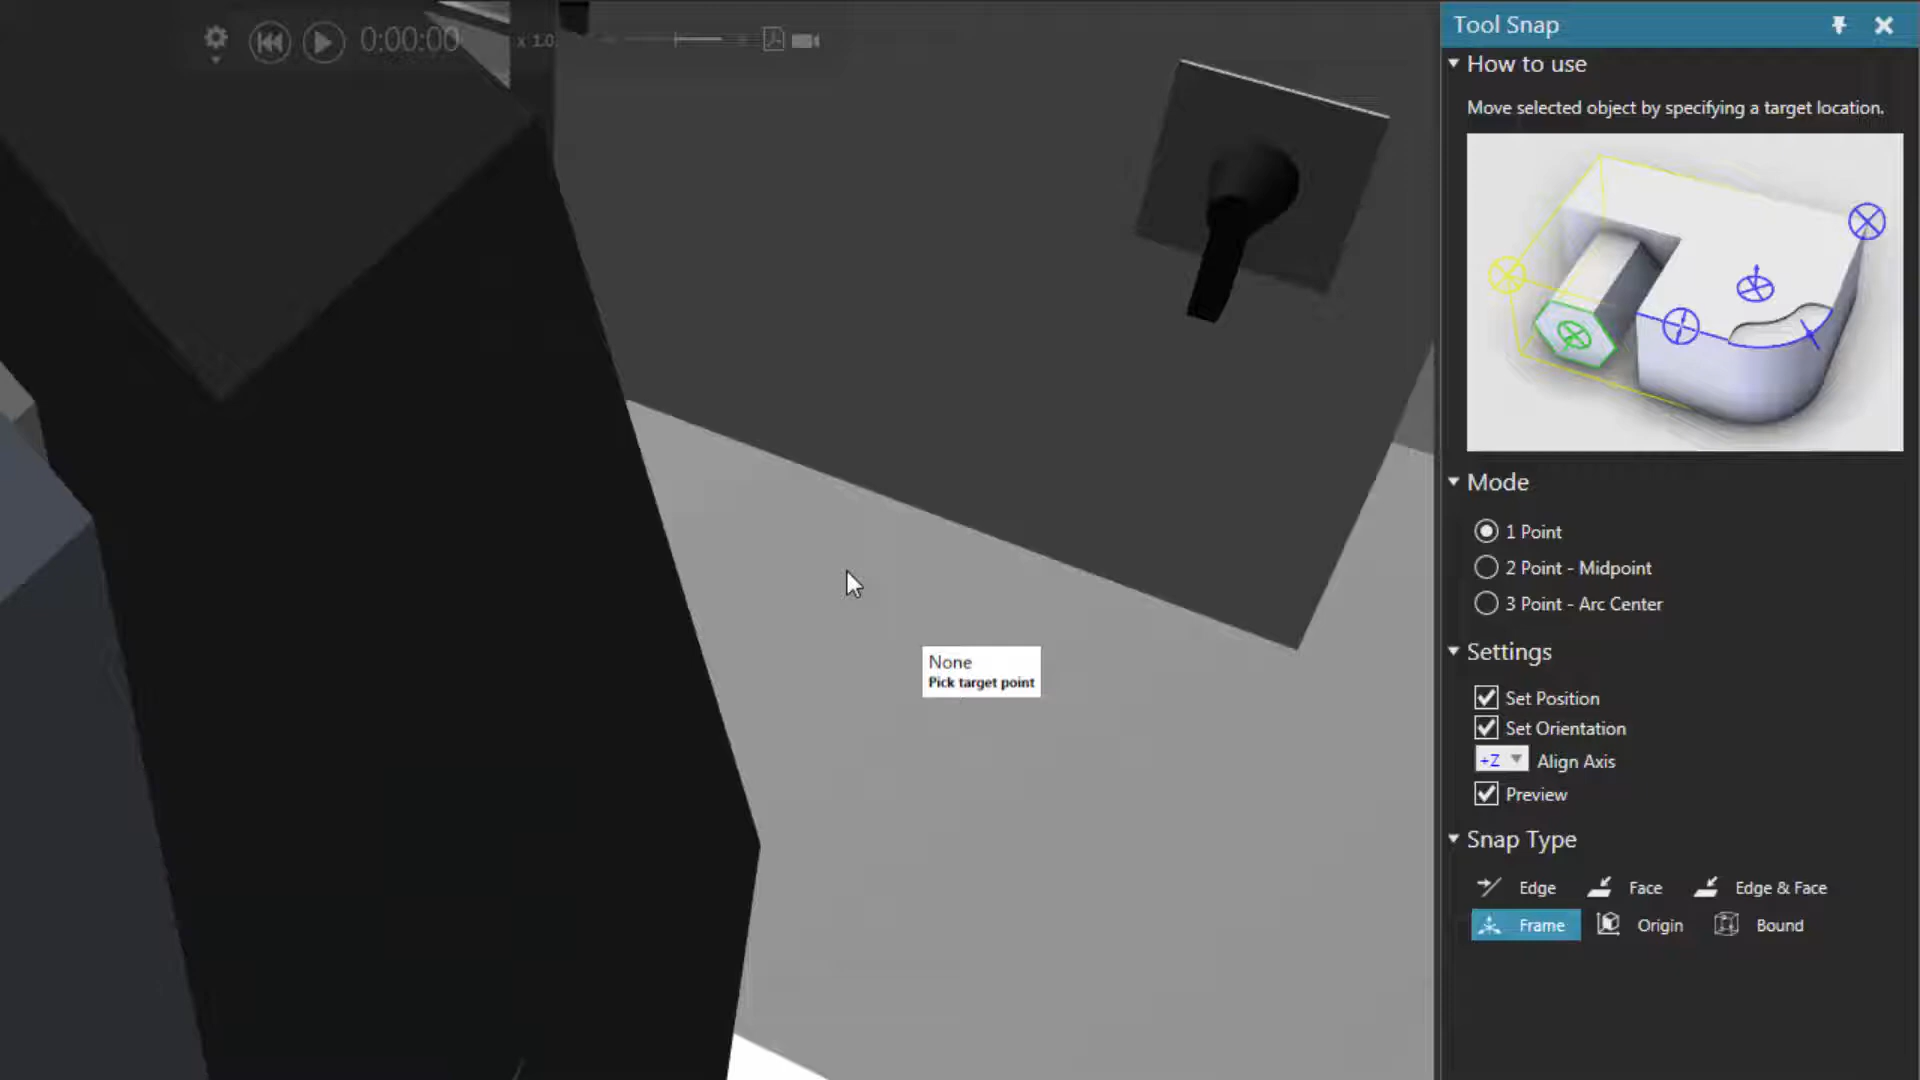 0:00:00
x 1.0
None
Pick target point
Tool Snap
How to use
Move selected object by specifying a target location.
Mode
1 Point
2 Point - Midpoint
3 Point - Arc Center
Settings
Set Position
Set Orientation
+Z Align Axis
Preview
Snap Type
Edge Face Edge & Face
Frame Origin Bound